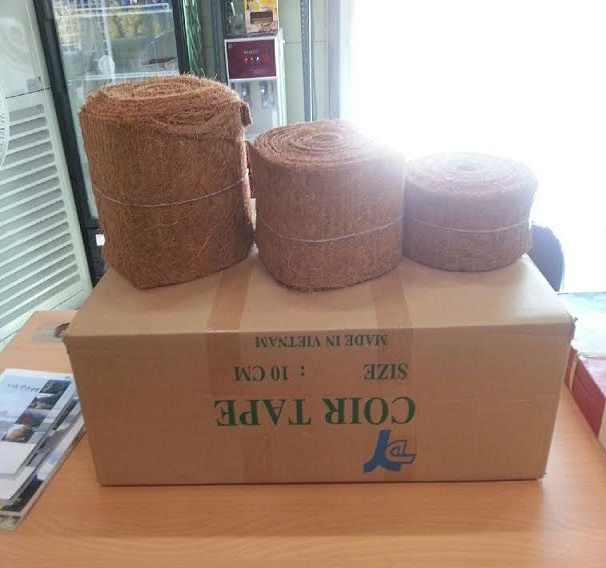 COIR TAPE
SIZE : 10 CM
MADE IN VIETNAM